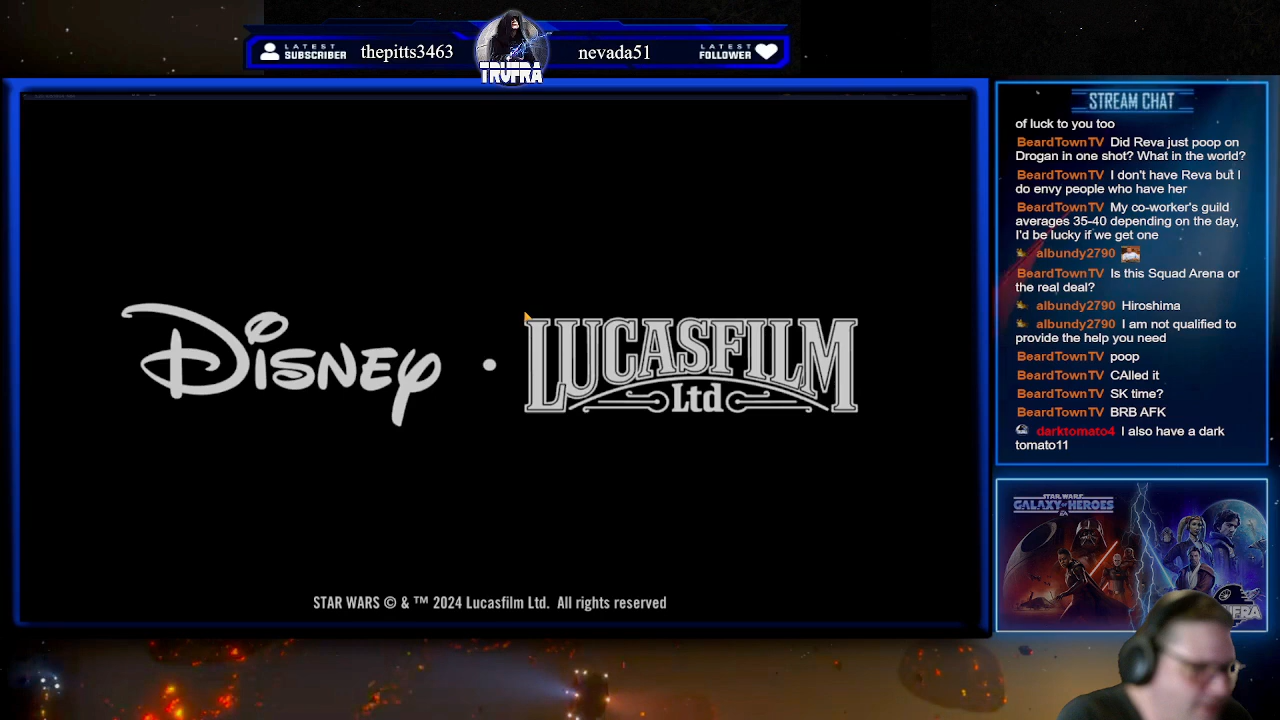 LATEST
SUBSCRIBER
thepitts3463
TRVFRA
nevada51
LATEST
FOLLOWER
STREAM CHAT
of luck to you too
BeardTownTV Did Reva just poop on
Drogan in one shot? What in the world?
BeardTownTV I don't have Reva but I
do envy people who have her
BeardTownTV My co-worker's guild
averages 35-40 depending on the day,
I'd be lucky if we get one
albundy2790
BeardTownTV Is this Squad Arena or
the real deal?
albundy2790 Hiroshima
albundy2790 I am not qualified to
provide the help you need
BeardTownTV poop
BeardTownTV CAlled it
BeardTownTV SK time?
BeardTownTV BRB AFK
darktomato4 I also have a dark
tomato11
Disney • LUCASFILM
Ltd
STAR WARS © & ™ 2024 Lucasfilm Ltd. All rights reserved
STAR WARS
GALAXY OF HEROES
EA